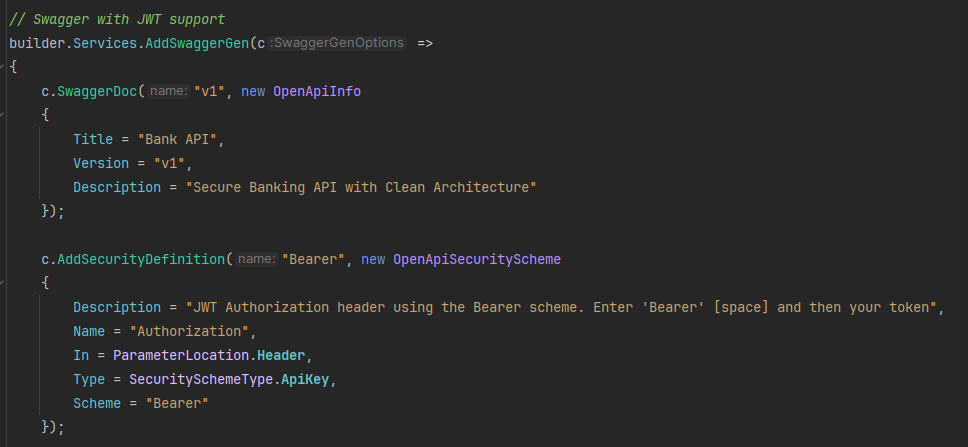 // Swagger with JWT support
builder.Services.AddSwaggerGen(c :SwaggerGenOptions =>
{
    c.SwaggerDoc( name: "v1", new OpenApiInfo
    {
        Title = "Bank API",
        Version = "v1",
        Description = "Secure Banking API with Clean Architecture"
    });

    c.AddSecurityDefinition( name: "Bearer", new OpenApiSecurityScheme
    {
        Description = "JWT Authorization header using the Bearer scheme. Enter 'Bearer' [space] and then your token",
        Name = "Authorization",
        In = ParameterLocation.Header,
        Type = SecuritySchemeType.ApiKey,
        Scheme = "Bearer"
    });